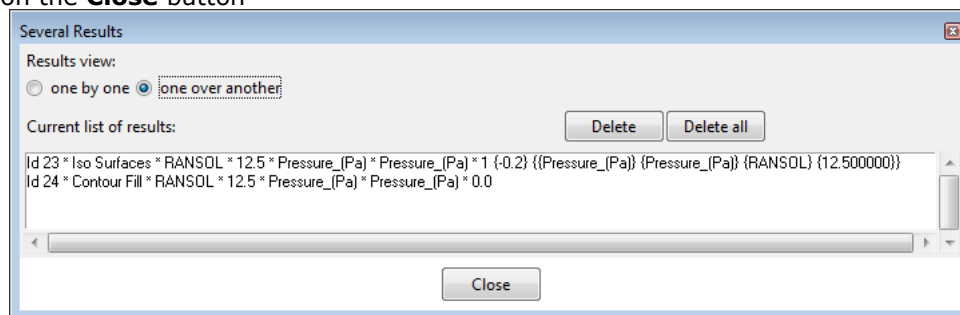 on the Close button
Several Results
Results view:
one by one one over another
Current list of results: Delete Delete all
Id 23 * Iso Surfaces * RANSOL * 12.5 * Pressure_(Pa) * Pressure_(Pa) * 1 {-0.2} {{Pressure_(Pa)} {Pressure_(Pa)} {RANSOL} {12.500000}}
Id 24 * Contour Fill * RANSOL * 12.5 * Pressure_(Pa) * Pressure_(Pa) * 0.0
Close